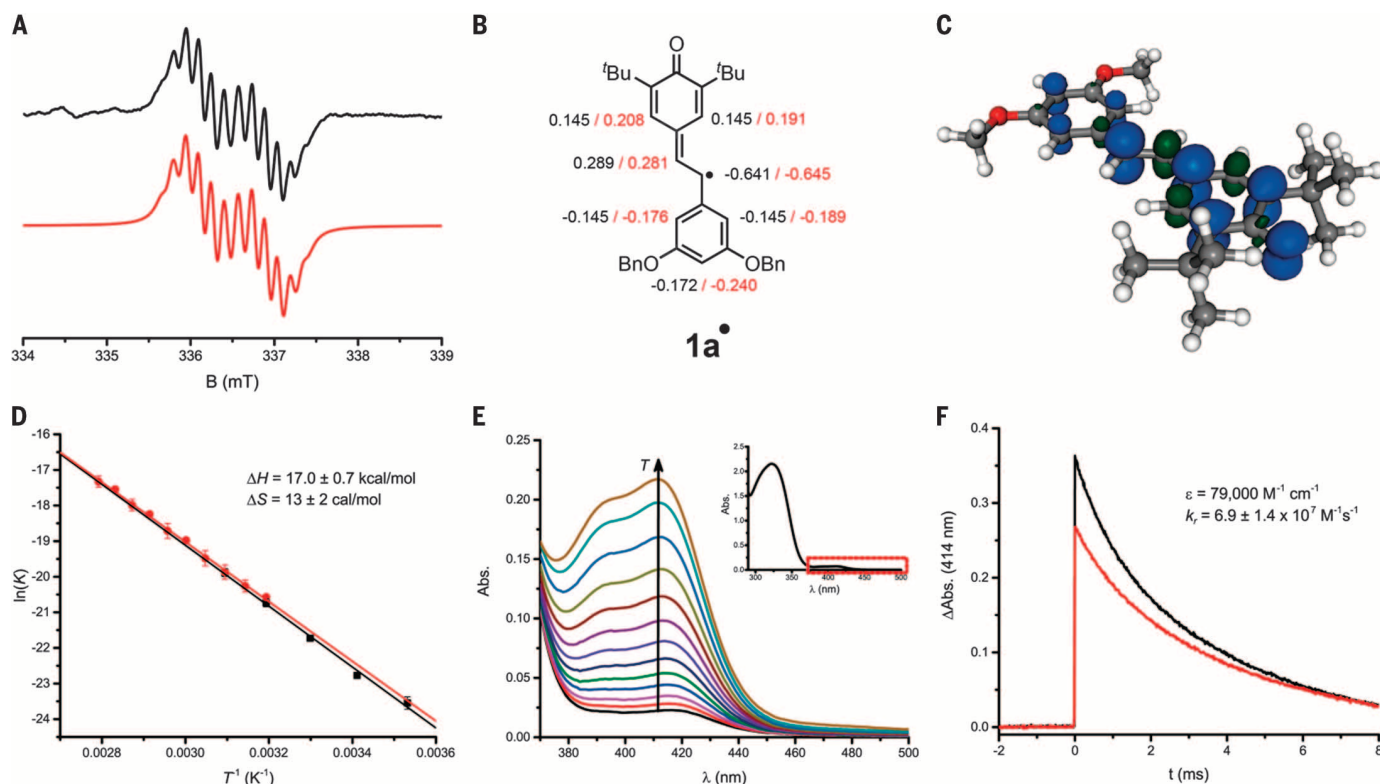 A
334 335 336 337 338 339
B (mT)
B
O
tBu tBu
0.145 / 0.208 0.145 / 0.191
0.289 / 0.281 -0.641 / -0.645
-0.145 / -0.176 -0.145 / -0.189
BnO OBn
-0.172 / -0.240
1a•
C
D
-16
-17
-18
-19
-20
-21
-22
-23
-24
ln(K)
ΔH = 17.0 ± 0.7 kcal/mol
ΔS = 13 ± 2 cal/mol
0.0028 0.0030 0.0032 0.0034 0.0036
T-1 (K-1)
E
0.25
0.20
0.15
0.10
0.05
0.00
Abs.
T
2.5
2.0
1.5
1.0
0.5
0.0
Abs.
300 350 400 450 500
λ (nm)
380 400 420 440 460 480 500
λ (nm)
F
0.4
0.3
0.2
0.1
0.0
ΔAbs. (414 nm)
ε = 79,000 M-1 cm-1
kr = 6.9 ± 1.4 x 107 M-1s-1
-2 0 2 4 6 8
t (ms)